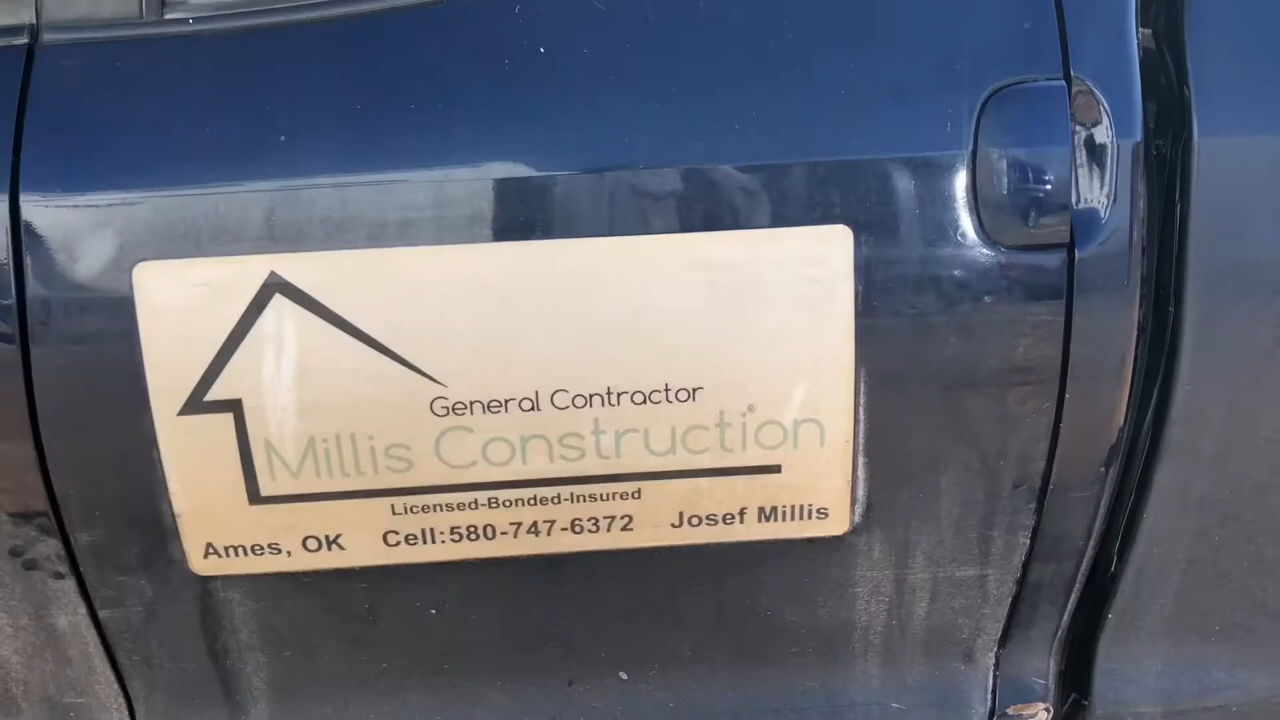 General Contractor
Millis Construction
Licensed-Bonded-Insured
Ames, OK Cell:580-747-6372 Josef Millis